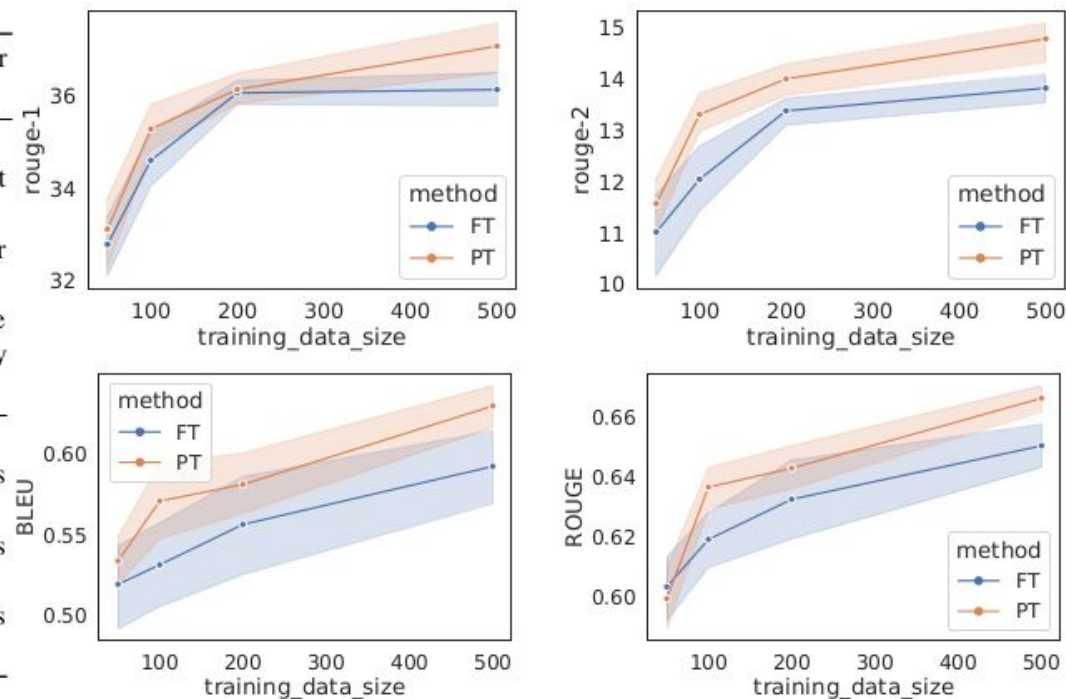 r
t
r
e
y
s
s
s
rouge-1
36
34
32
method
FT
PT
100 200 300 400 500
training_data_size
rouge-2
15
14
13
12
11
10
method
FT
PT
100 200 300 400 500
training_data_size
BLEU
0.60
0.55
0.50
method
FT
PT
100 200 300 400 500
training_data_size
ROUGE
0.66
0.64
0.62
0.60
method
FT
PT
100 200 300 400 500
training_data_size